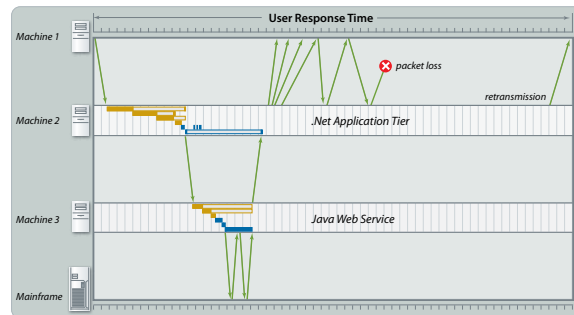 User Response Time
Machine 1
packet loss
retransmission
Machine 2
.Net Application Tier
Machine 3
Java Web Service
Mainframe